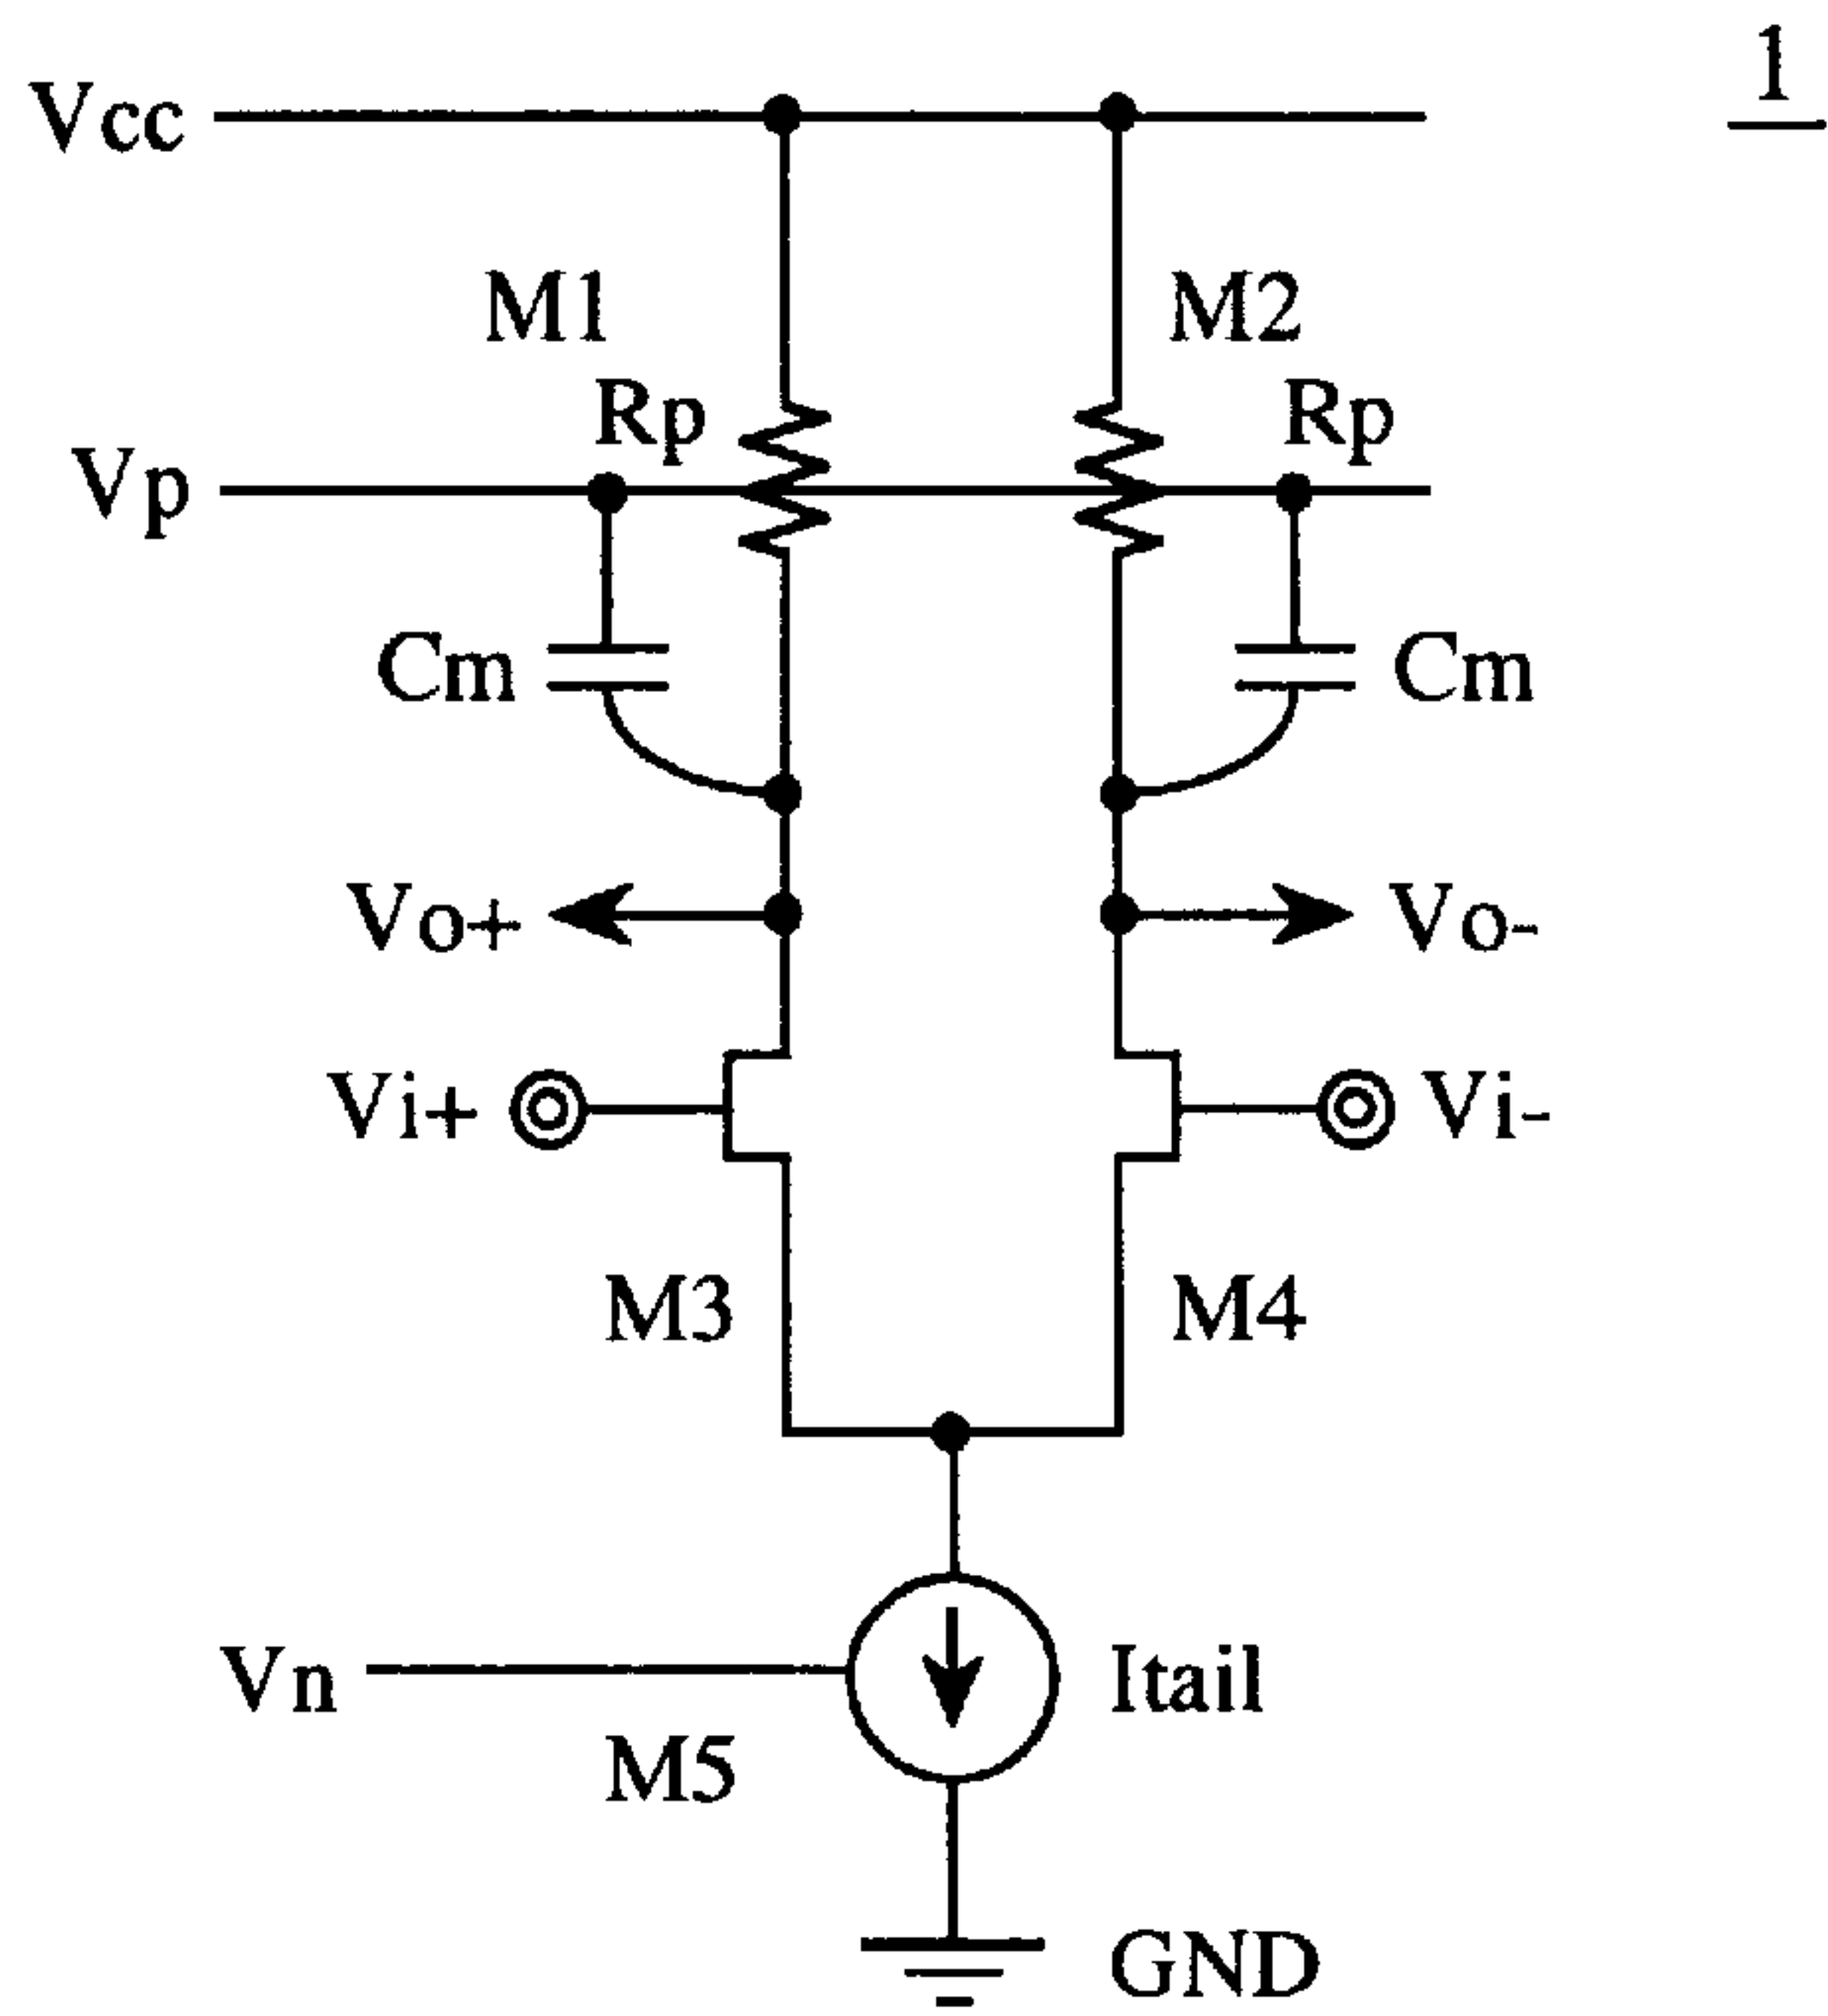 1
Vcc
M1
M2
Rp
Rp
Vp
Cm
Cm
Vo+
Vo-
Vi+
Vi-
M3
M4
Vn
Itail
M5
GND